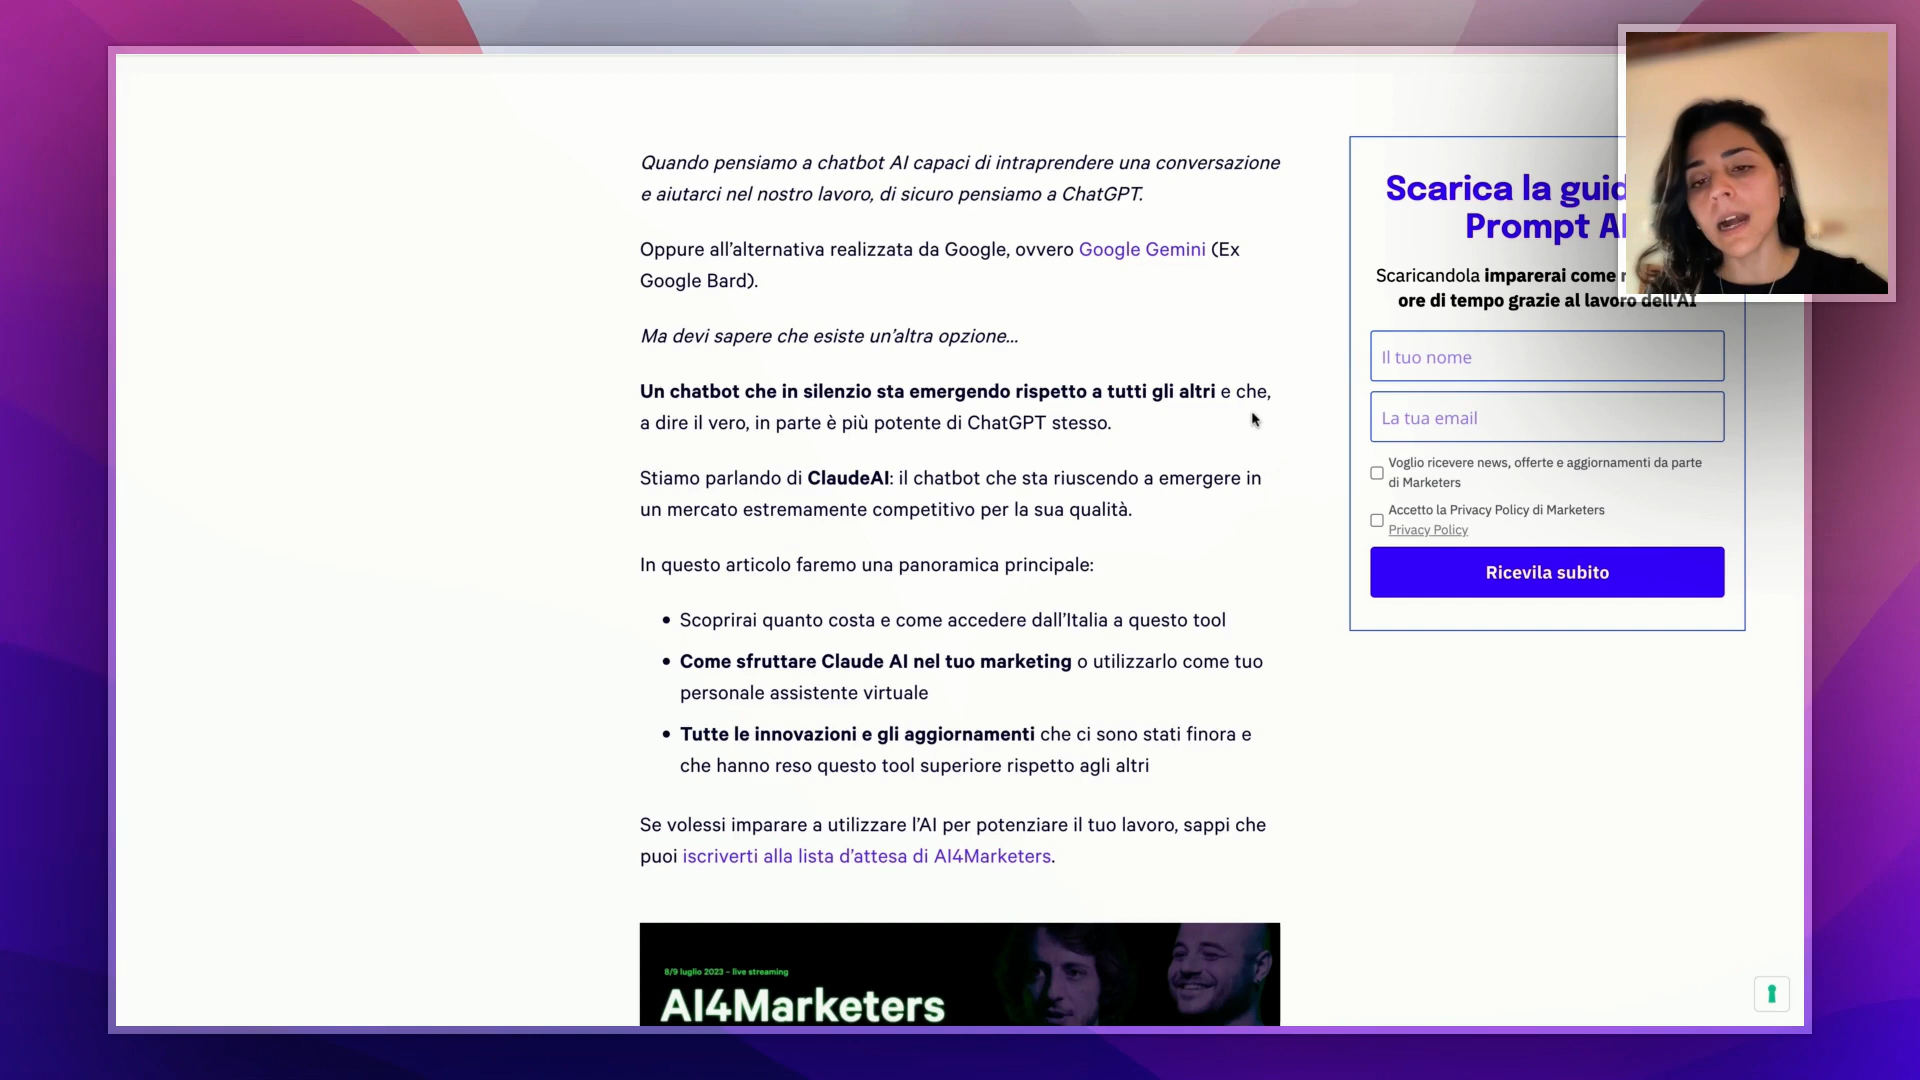 Quando pensiamo a chatbot AI capaci di intraprendere una conversazione
e aiutarci nel nostro lavoro, di sicuro pensiamo a ChatGPT.
Oppure all’alternativa realizzata da Google, ovvero Google Gemini (Ex
Google Bard).
Ma devi sapere che esiste un’altra opzione…
Un chatbot che in silenzio sta emergendo rispetto a tutti gli altri e che,
a dire il vero, in parte è più potente di ChatGPT stesso.
Stiamo parlando di ClaudeAI: il chatbot che sta riuscendo a emergere in
un mercato estremamente competitivo per la sua qualità.
In questo articolo faremo una panoramica principale:
• Scoprirai quanto costa e come accedere dall’Italia a questo tool
• Come sfruttare Claude AI nel tuo marketing o utilizzarlo come tuo
personale assistente virtuale
• Tutte le innovazioni e gli aggiornamenti che ci sono stati finora e
che hanno reso questo tool superiore rispetto agli altri
Se volessi imparare a utilizzare l’AI per potenziare il tuo lavoro, sappi che
puoi iscriverti alla lista d’attesa di AI4Marketers.
8/9 luglio 2023 – live streaming
AI4Marketers
Scarica la
Prompt
Scaricandola imparerai come
ore di tempo grazie al lavoro dell'AI
Il tuo nome
La tua email
Voglio ricevere news, offerte e aggiornamenti da parte
di Marketers
Accetto la Privacy Policy di Marketers
Privacy Policy
Ricevila subito